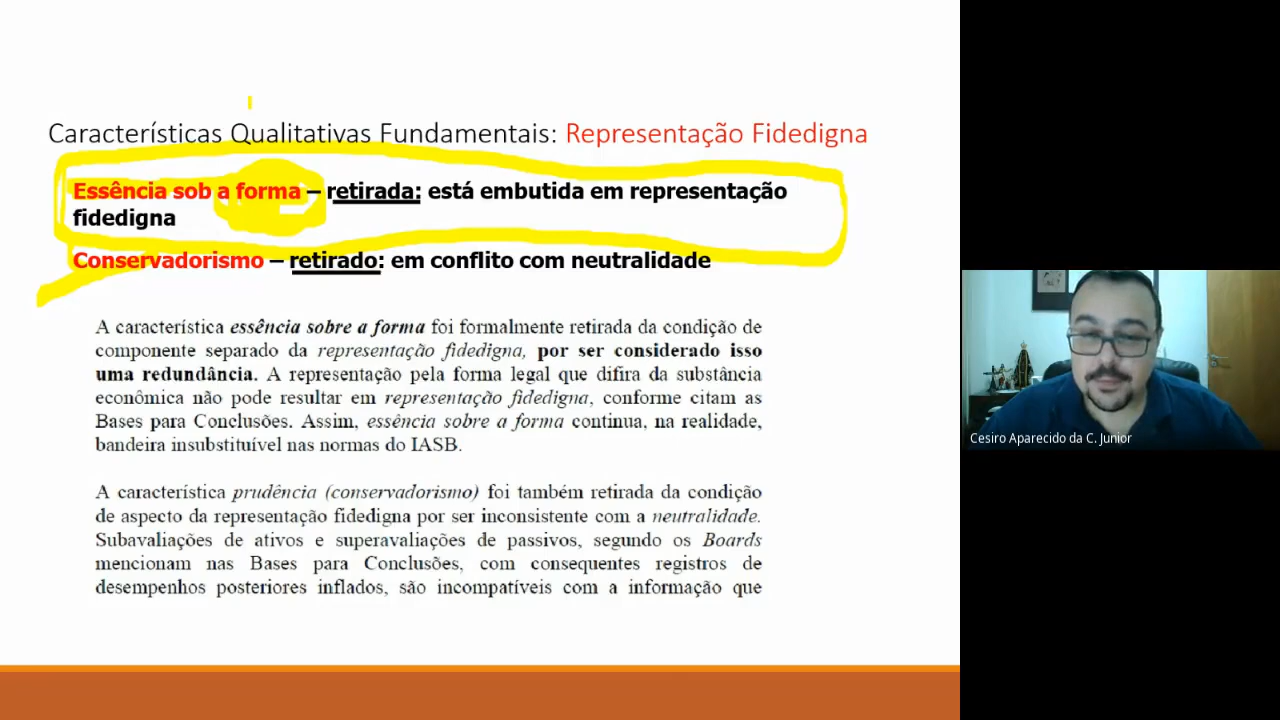 Características Qualitativas Fundamentais: Representação Fidedigna
Essência sob a forma – retirada: está embutida em representação
fidedigna
Conservadorismo – retirado: em conflito com neutralidade
A característica essência sobre a forma foi formalmente retirada da condição de
componente separado da representação fidedigna, por ser considerado isso
uma redundância. A representação pela forma legal que difira da substância
econômica não pode resultar em representação fidedigna, conforme citam as
Bases para Conclusões. Assim, essência sobre a forma continua, na realidade,
bandeira insubstituível nas normas do IASB.
A característica prudência (conservadorismo) foi também retirada da condição
de aspecto da representação fidedigna por ser inconsistente com a neutralidade.
Subavaliações de ativos e superavaliações de passivos, segundo os Boards
mencionam nas Bases para Conclusões, com consequentes registros de
desempenhos posteriores inflados, são incompatíveis com a informação que
Cesiro Aparecido da C. Junior